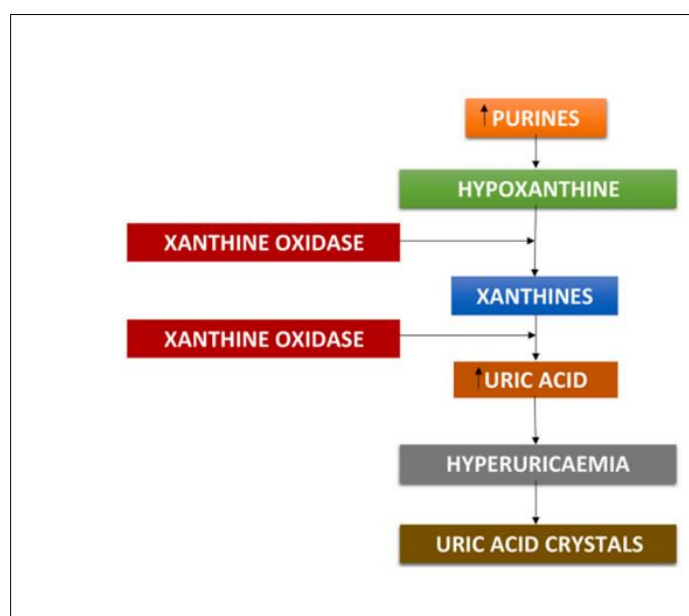 ↑PURINES
HYPOXANTHINE
XANTHINE OXIDASE
XANTHINES
XANTHINE OXIDASE
↑URIC ACID
HYPERURICAEMIA
URIC ACID CRYSTALS